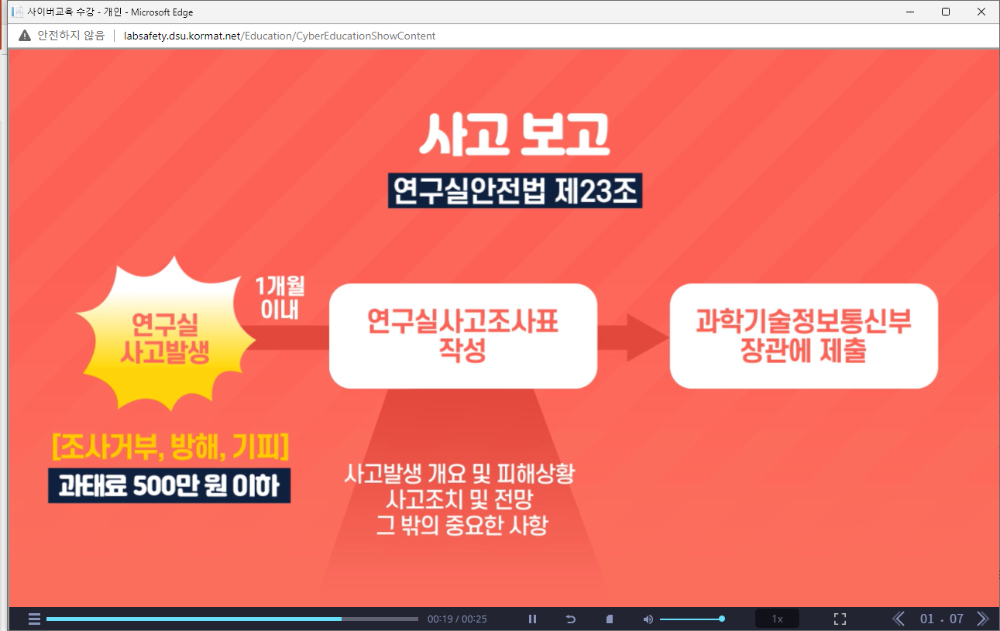 사이버교육 수강 - 개인 - Microsoft Edge
안전하지 않음 labsafety.dsu.kormat.net/Education/CyberEducationShowContent
사고 보고
연구실안전법 제23조
연구실
사고발생
1개월
이내
연구실사고조사표
작성
과학기술정보통신부
장관에 제출
[조사거부, 방해, 기피]
과태료 500만 원 이하
사고발생 개요 및 피해상황
사고조치 및 전망
그 밖의 중요한 사항
00:19 / 00:25
1x
01 . 07